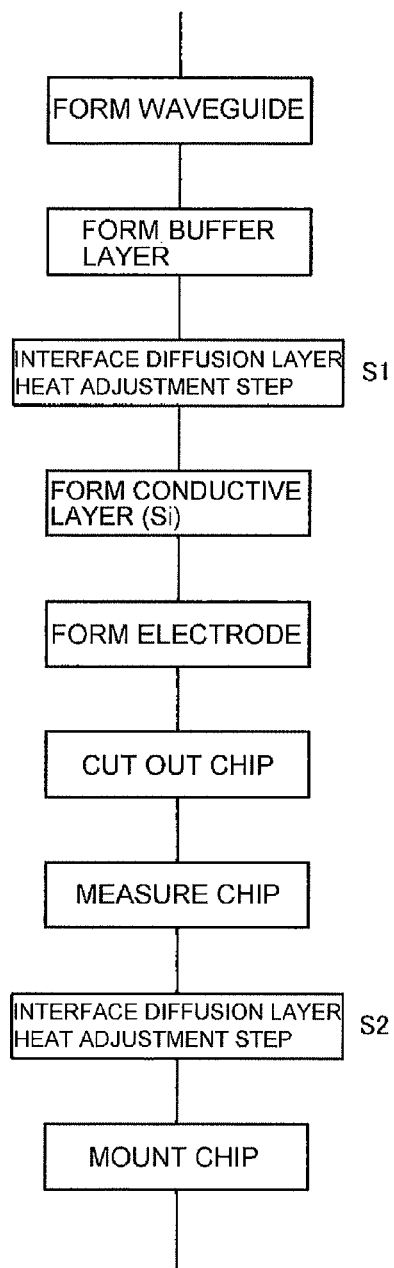 FORM WAVEGUIDE
FORM BUFFER
LAYER
INTERFACE DIFFUSION LAYER
HEAT ADJUSTMENT STEP
S1
FORM CONDUCTIVE
LAYER (Si)
FORM ELECTRODE
CUT OUT CHIP
MEASURE CHIP
INTERFACE DIFFUSION LAYER
HEAT ADJUSTMENT STEP
S2
MOUNT CHIP